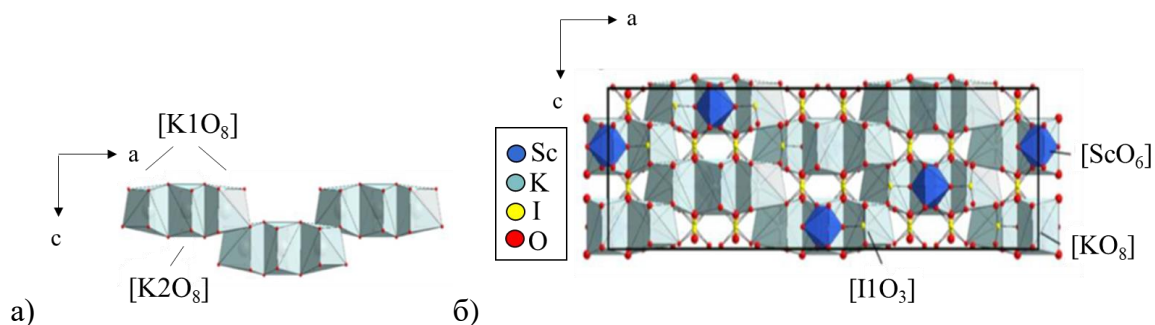 a
c
[K1O₈]
[K2O₈]
а)
a
c
Sc
K
I
O
[ScO₆]
[KO₈]
[I1O₃]
б)